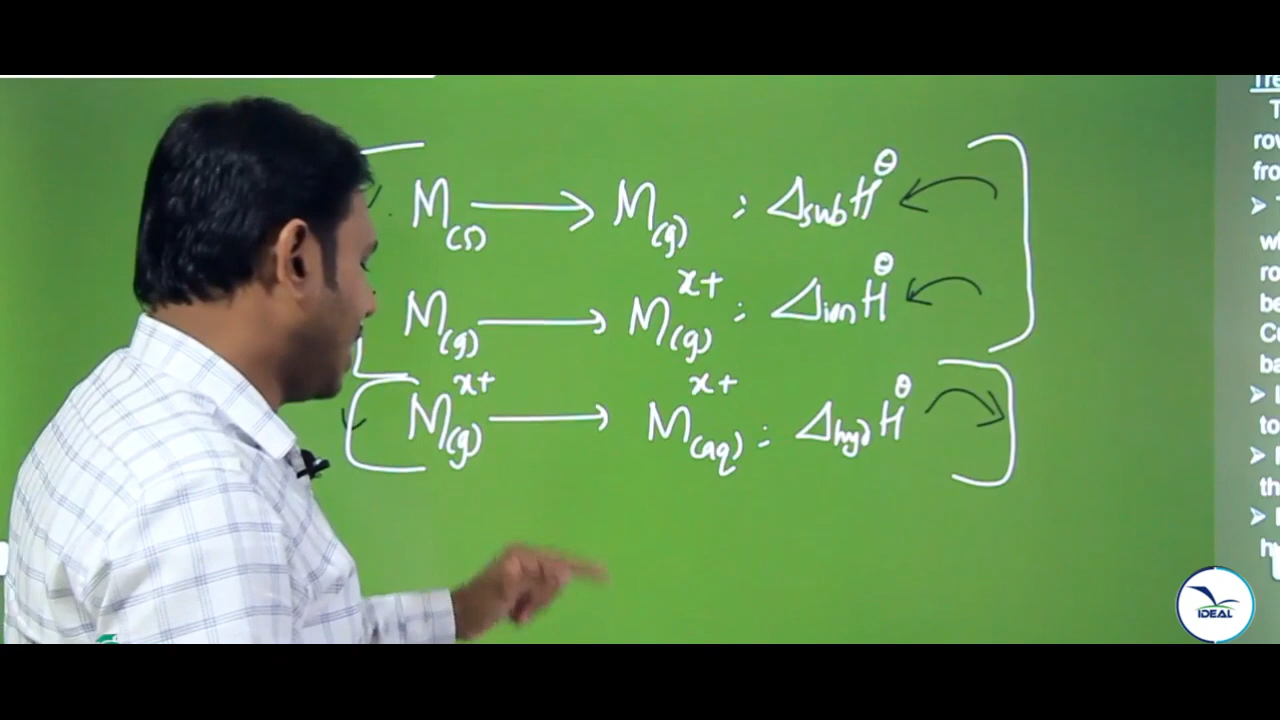 M(s) ⟶ M(g) : ΔsubH⊖
M(g) ⟶ M(g)x+ : ΔionH⊖
M(g)x+ ⟶ M(aq)x+ : ΔhydH⊖
IDEAL